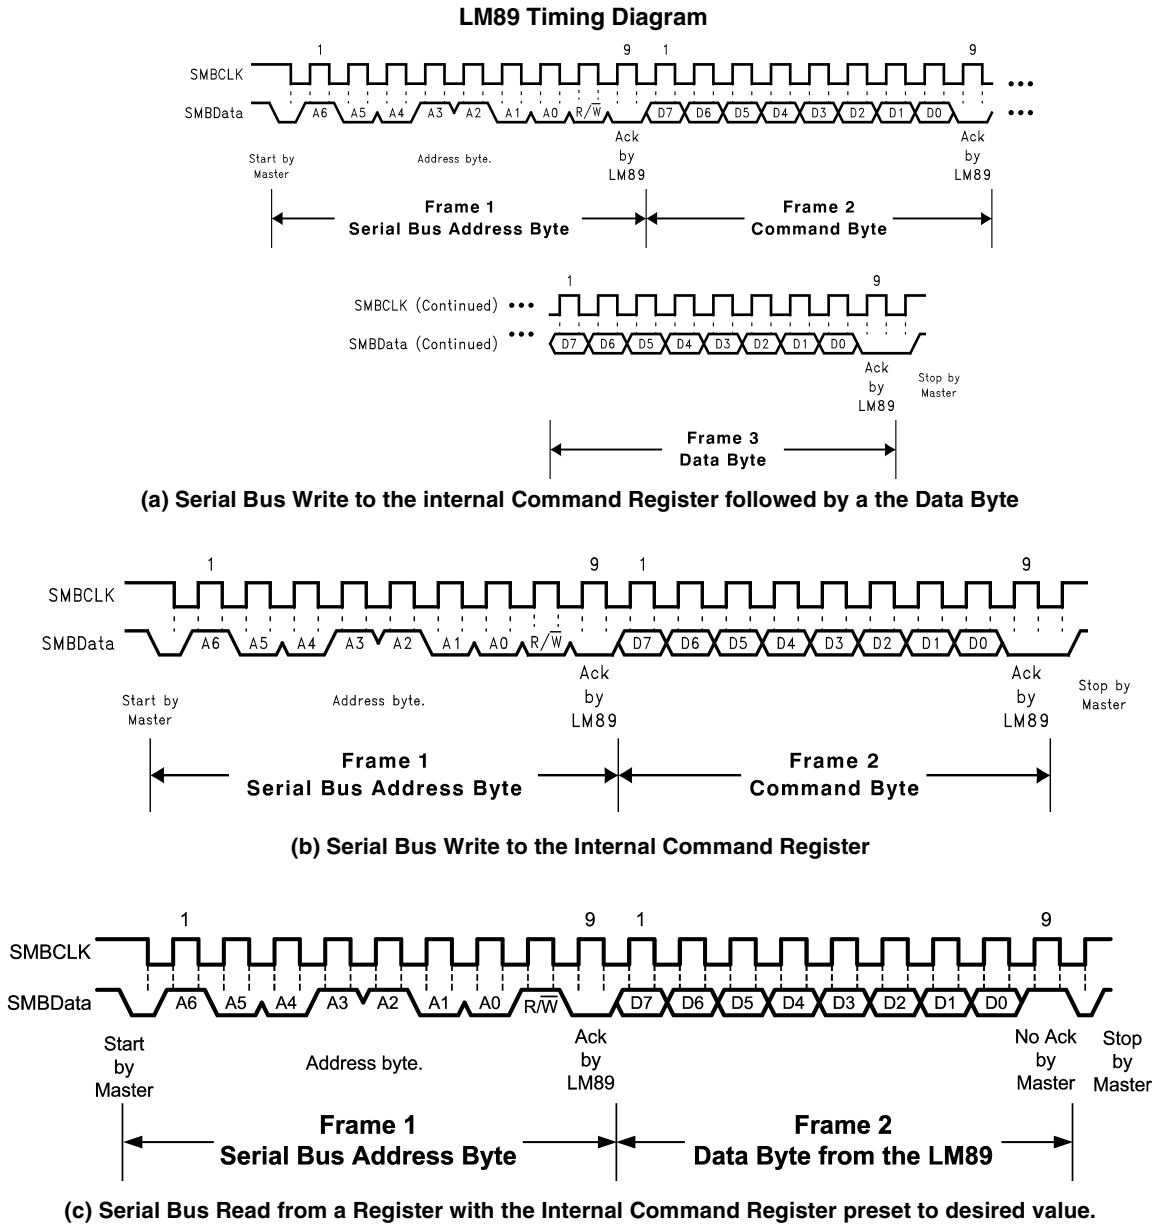 LM89 Timing Diagram
1 9 1 9
SMBCLK
SMBData A6 A5 A4 A3 A2 A1 A0 R/W̅ D7 D6 D5 D4 D3 D2 D1 D0
Start by
Master
Address byte.
Ack
by
LM89
Ack
by
LM89
Frame 1
Serial Bus Address Byte
Frame 2
Command Byte
1 9
SMBCLK (Continued)
SMBData (Continued) D7 D6 D5 D4 D3 D2 D1 D0
Ack
by
LM89
Stop by
Master
Frame 3
Data Byte
(a) Serial Bus Write to the internal Command Register followed by a the Data Byte
1 9 1 9
SMBCLK
SMBData A6 A5 A4 A3 A2 A1 A0 R/W̅ D7 D6 D5 D4 D3 D2 D1 D0
Start by
Master
Address byte.
Ack
by
LM89
Ack
by
LM89
Stop by
Master
Frame 1
Serial Bus Address Byte
Frame 2
Command Byte
(b) Serial Bus Write to the Internal Command Register
1 9 1 9
SMBCLK
SMBData A6 A5 A4 A3 A2 A1 A0 R/W̅ D7 D6 D5 D4 D3 D2 D1 D0
Start
by
Master
Address byte.
Ack
by
LM89
No Ack
by
Master
Stop
by
Master
Frame 1
Serial Bus Address Byte
Frame 2
Data Byte from the LM89
(c) Serial Bus Read from a Register with the Internal Command Register preset to desired value.